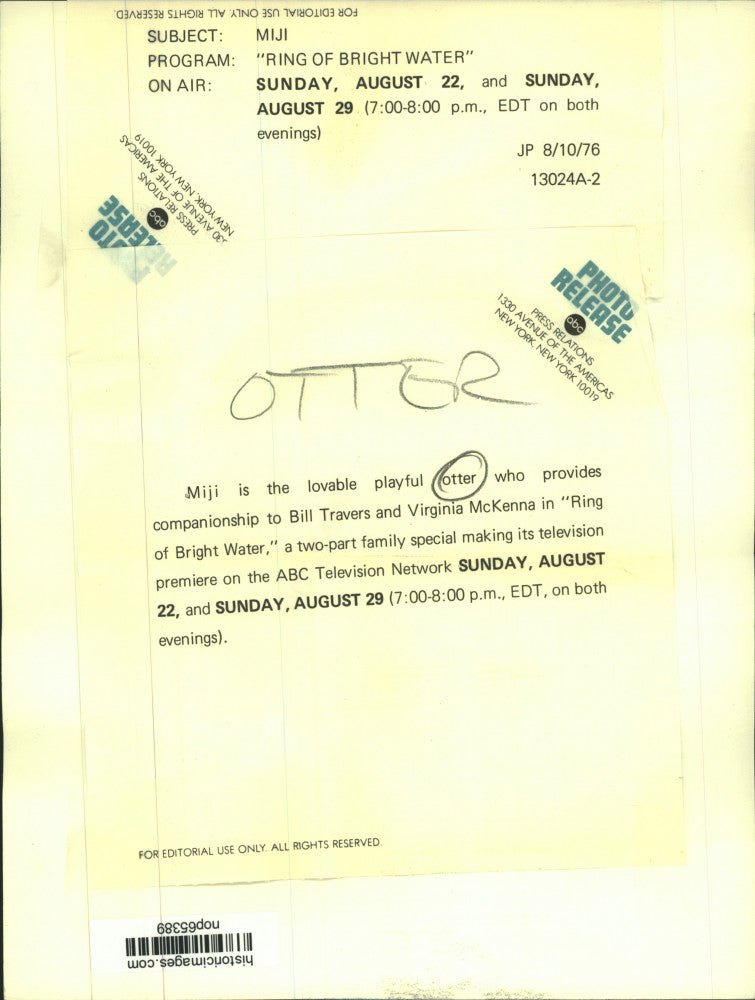 FOR EDITORIAL USE ONLY. ALL RIGHTS RESERVED.
SUBJECT: MIJI
PROGRAM: "RING OF BRIGHT WATER"
ON AIR: SUNDAY, AUGUST 22, and SUNDAY,
AUGUST 29 (7:00-8:00 p.m., EDT on both
evenings)
JP 8/10/76
13024A-2
PHOTO
RELEASE
abc
PRESS RELATIONS
30 AVENUE OF THE AMERICAS
NEW YORK, NEW YORK 10019
PHOTO
RELEASE
abc
PRESS RELATIONS
1330 AVENUE OF THE AMERICAS
NEW YORK, NEW YORK 10019
OTTER
Miji is the lovable playful otter who provides
companionship to Bill Travers and Virginia McKenna in "Ring
of Bright Water," a two-part family special making its television
premiere on the ABC Television Network SUNDAY, AUGUST
22, and SUNDAY, AUGUST 29 (7:00-8:00 p.m., EDT, on both
evenings).
FOR EDITORIAL USE ONLY. ALL RIGHTS RESERVED.
historicimages.com
nop65389